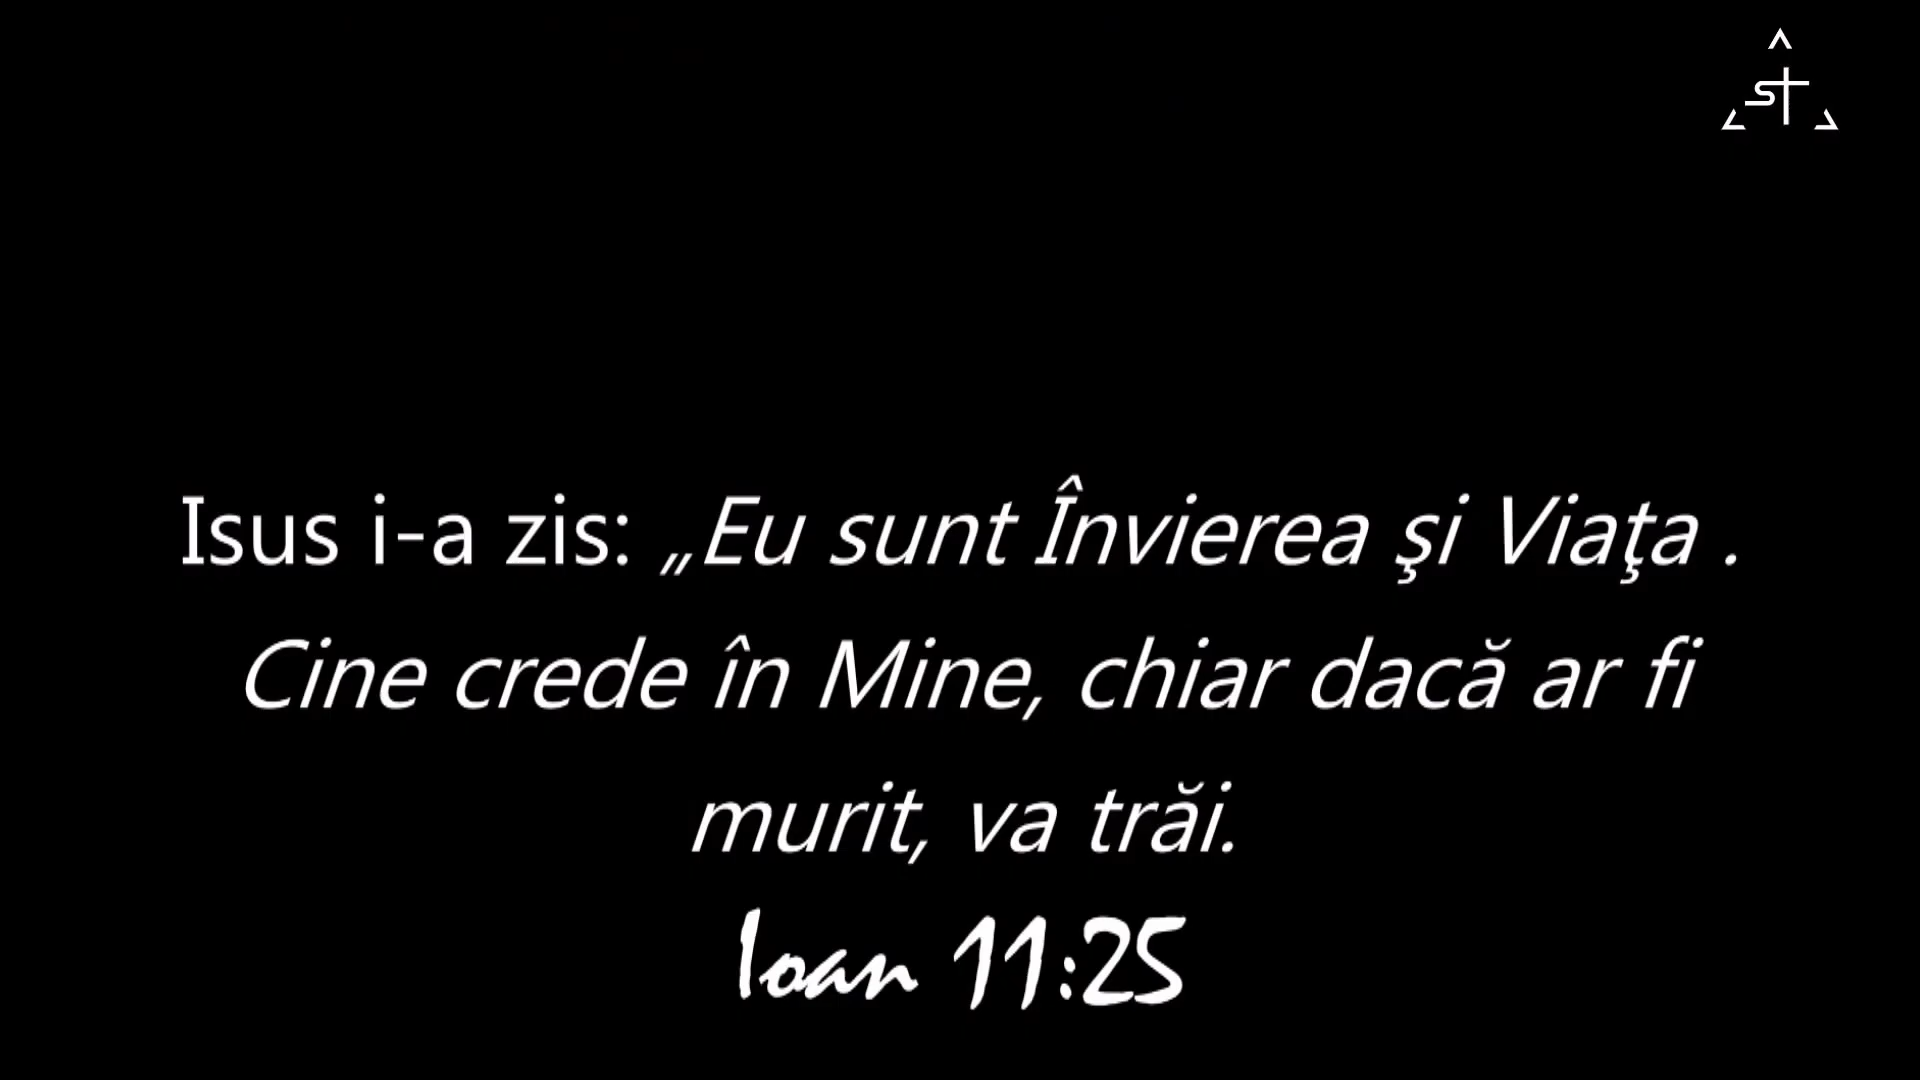 ST
Isus i-a zis: „Eu sunt Învierea şi Viaţa .
Cine crede în Mine, chiar dacă ar fi
murit, va trăi.
Ioan 11:25